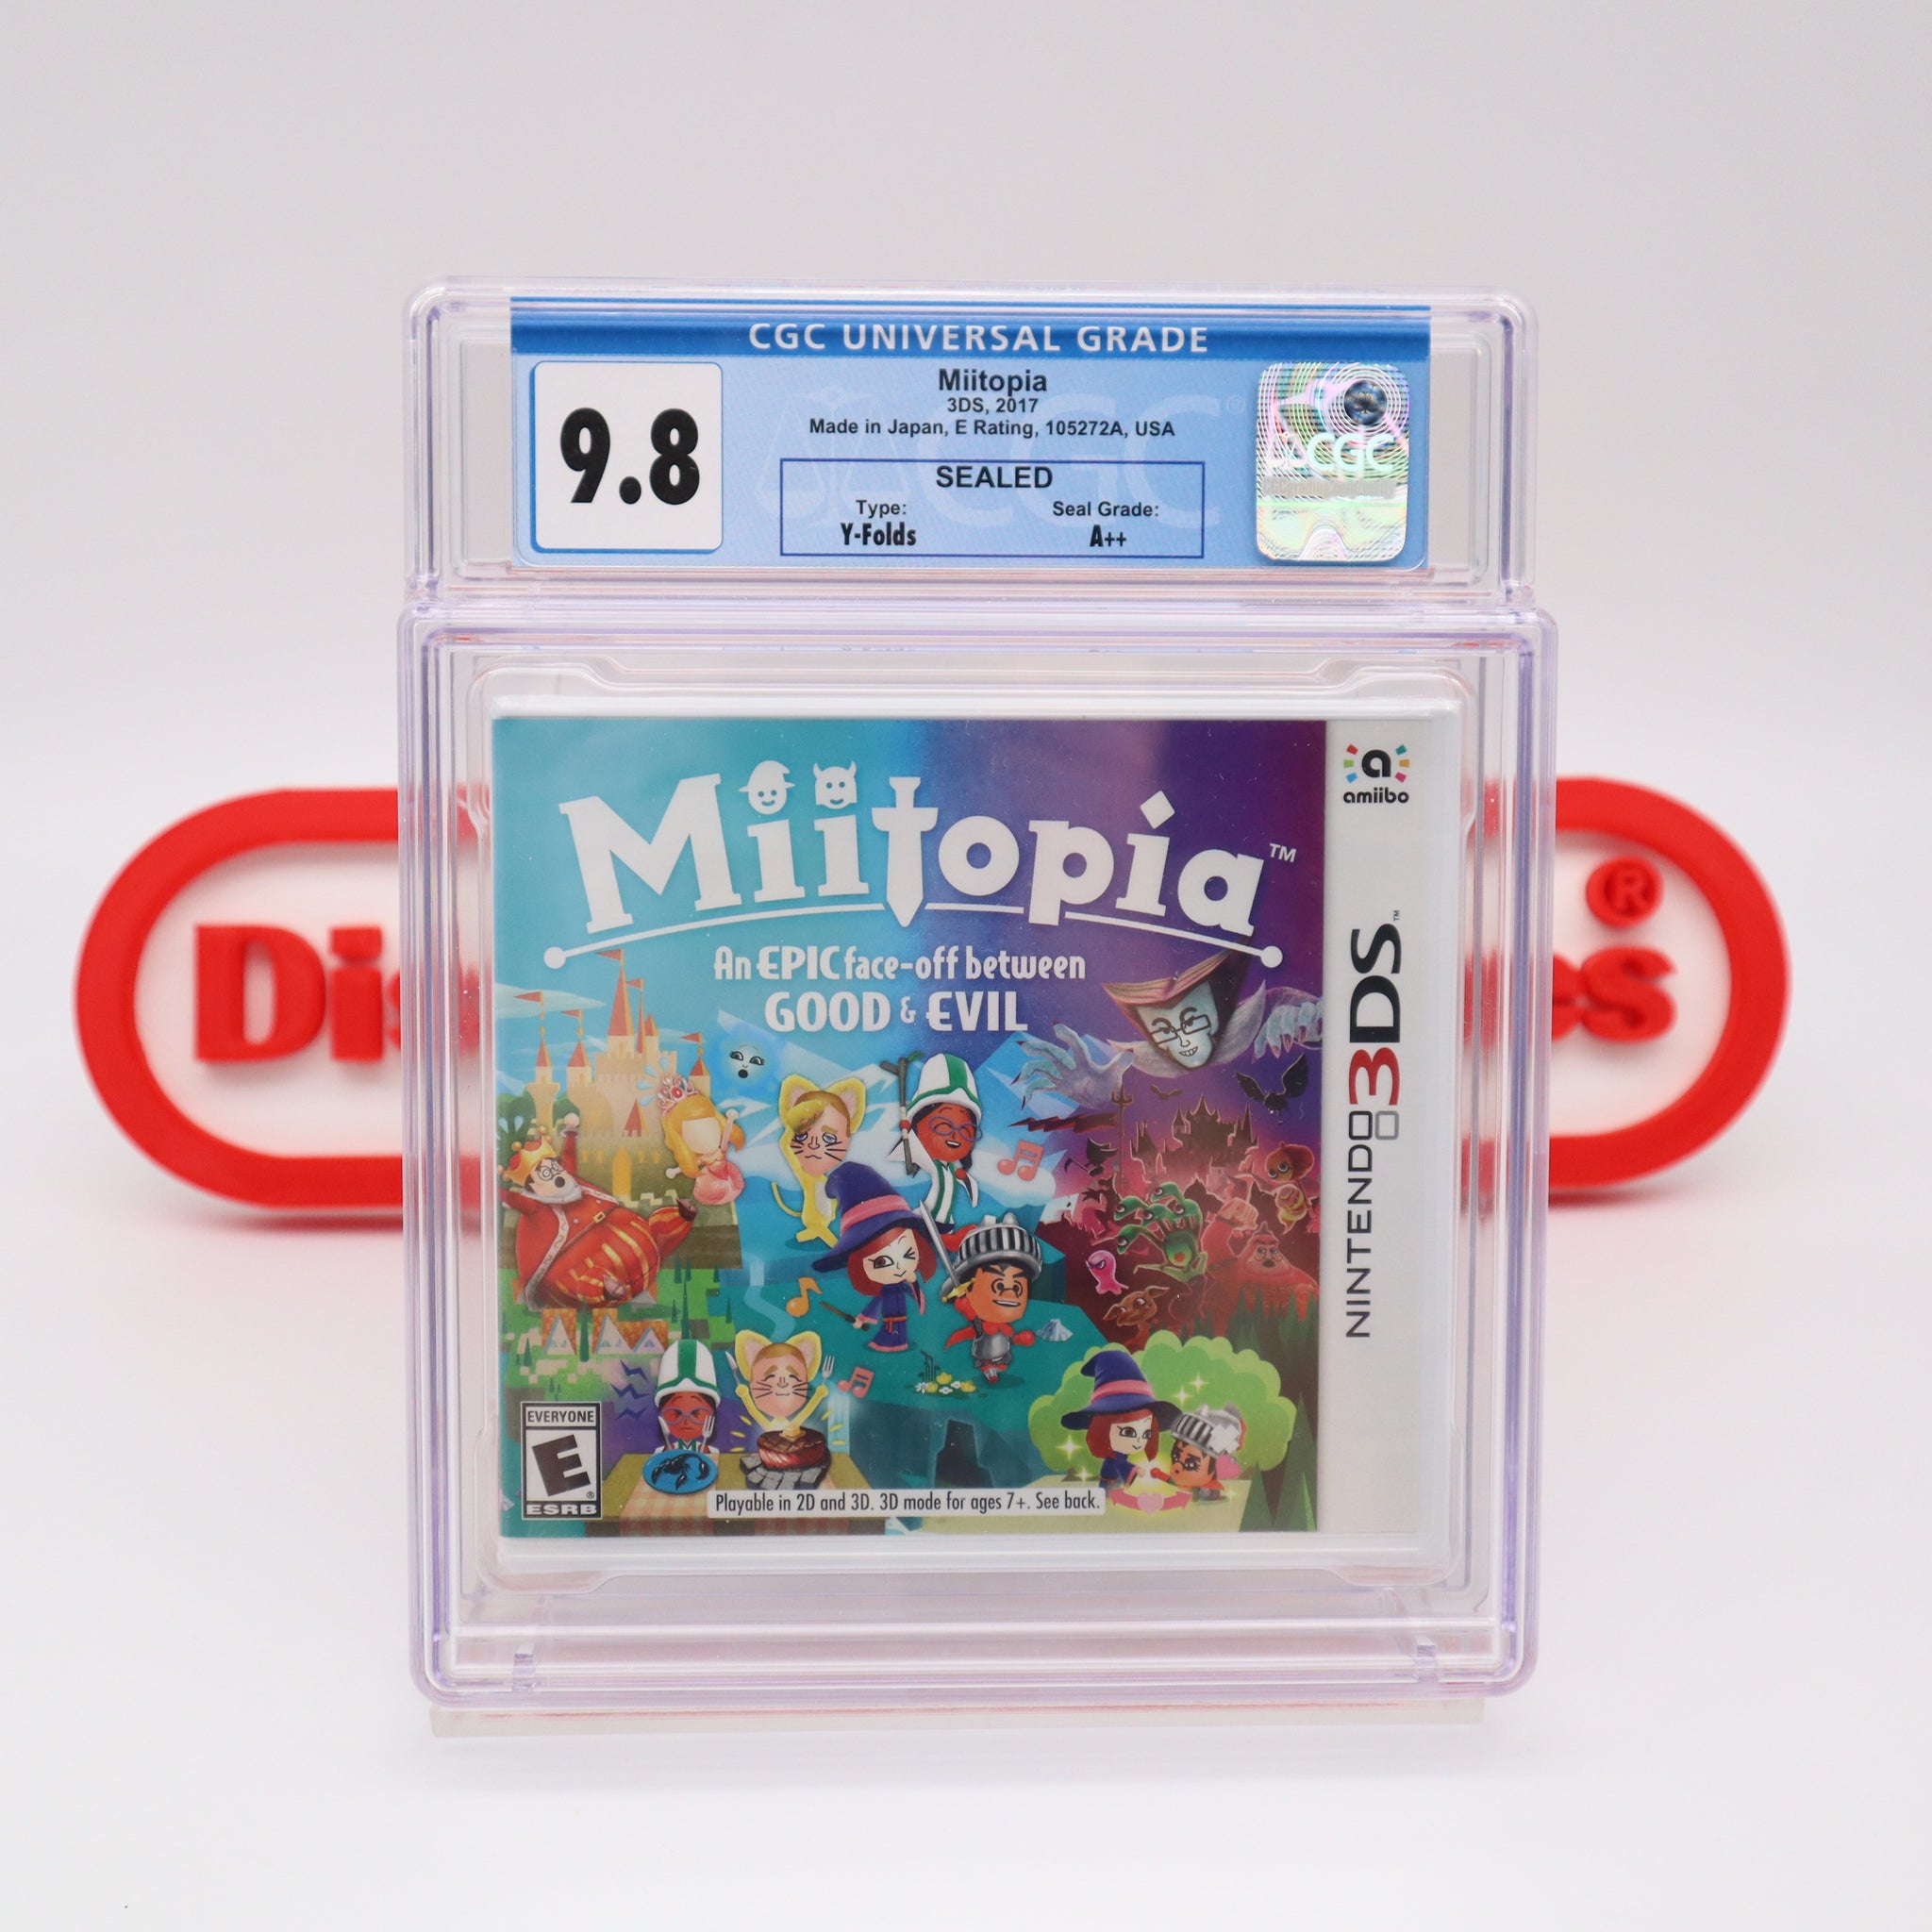 CGC UNIVERSAL GRADE
9.8
Miitopia
3DS, 2017
Made in Japan, E Rating, 105272A, USA
SEALED
Type: Seal Grade:
Y-Folds A++
CGC
Miitopia™
An EPIC face-off between
GOOD & EVIL
amiibo
NINTENDO 3DS™
EVERYONE
E
ESRB
Playable in 2D and 3D. 3D mode for ages 7+. See back.